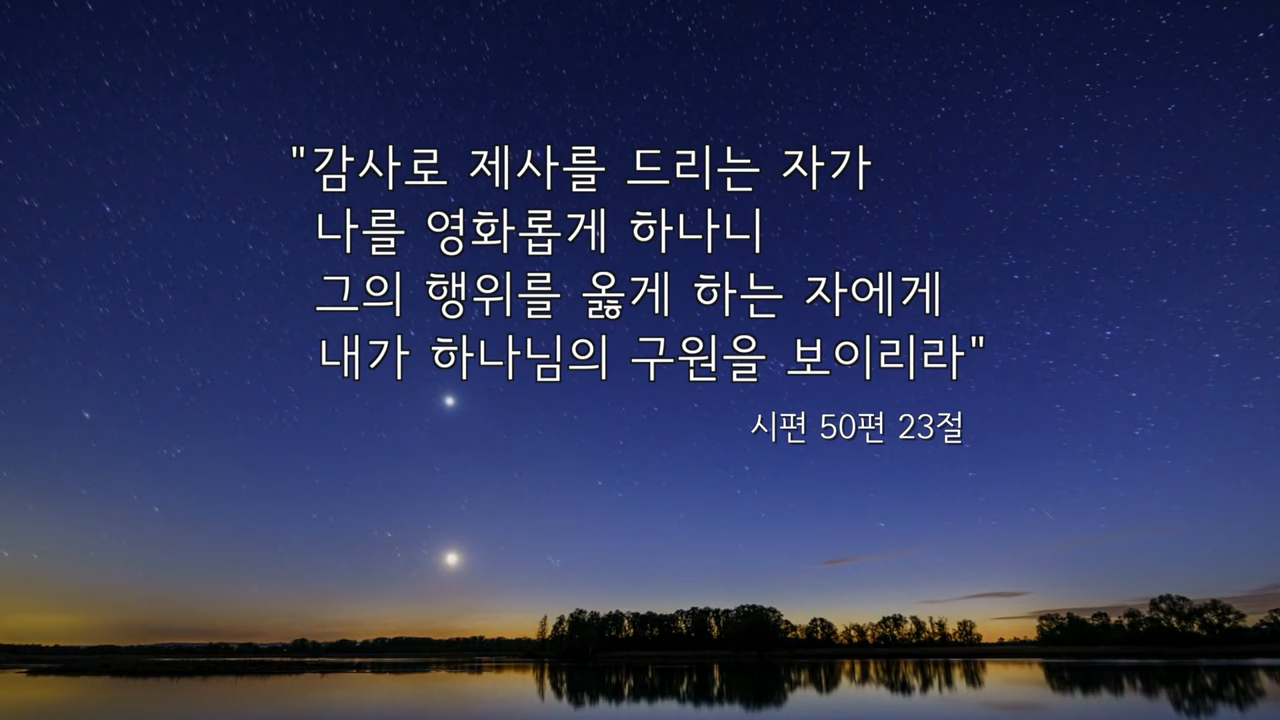 "감사로 제사를 드리는 자가
나를 영화롭게 하나니
그의 행위를 옳게 하는 자에게
내가 하나님의 구원을 보이리라"
시편 50편 23절